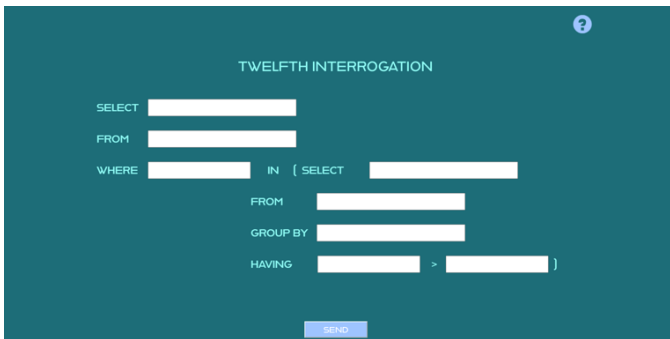 ?
TWELFTH INTERROGATION
SELECT
FROM
WHERE IN ( SELECT
FROM
GROUP BY
HAVING > )
SEND